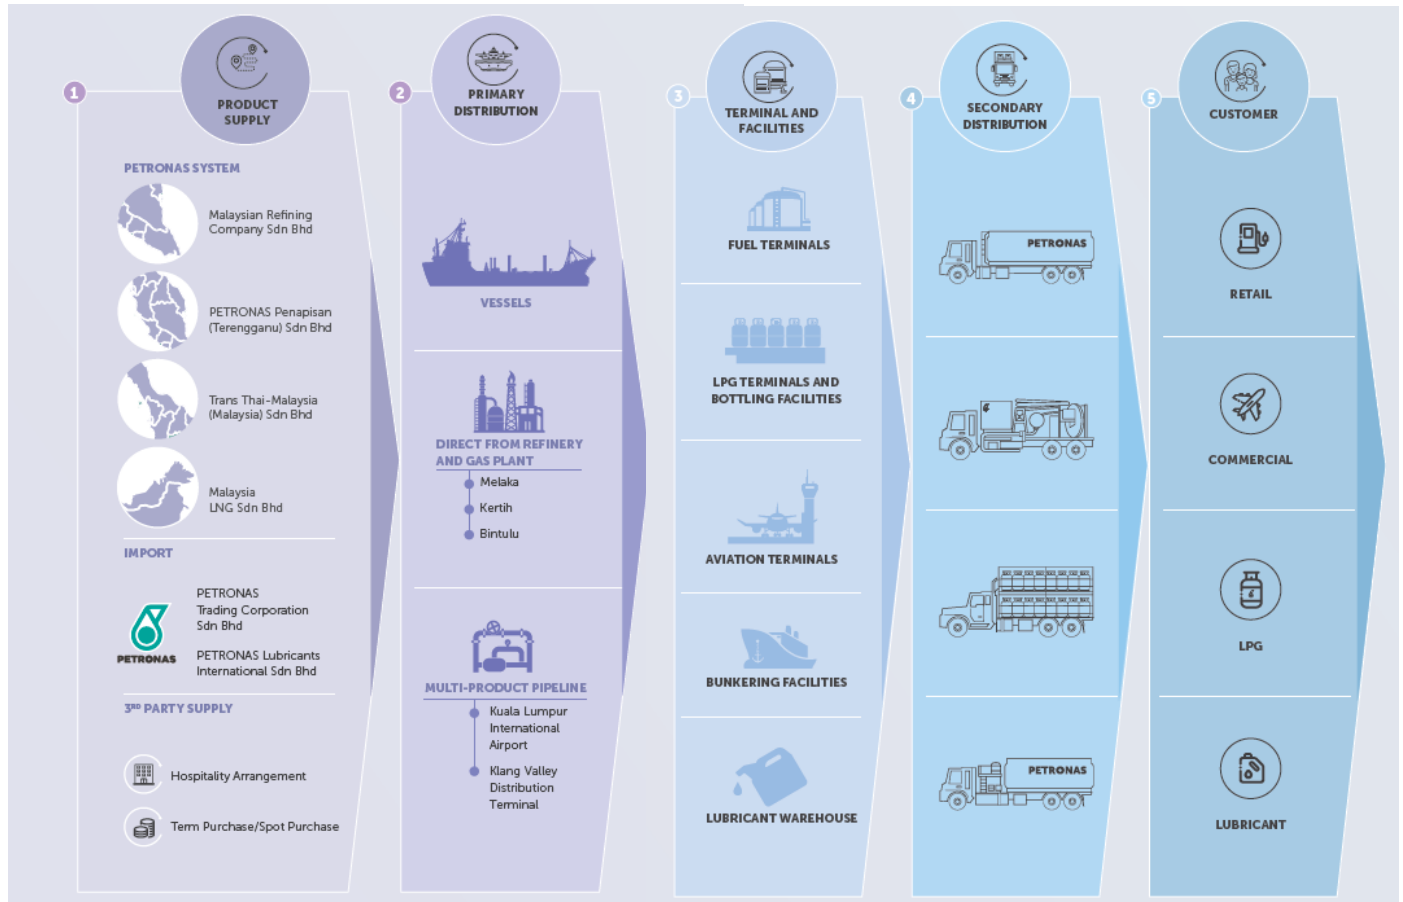 1
PRODUCT
SUPPLY
PETRONAS SYSTEM
Malaysian Refining
Company Sdn Bhd
PETRONAS Penapisan
(Terengganu) Sdn Bhd
Trans Thai-Malaysia
(Malaysia) Sdn Bhd
Malaysia
LNG Sdn Bhd
IMPORT
PETRONAS
PETRONAS
Trading Corporation
Sdn Bhd
PETRONAS Lubricants
International Sdn Bhd
3RD PARTY SUPPLY
Hospitality Arrangement
Term Purchase/Spot Purchase
2
PRIMARY
DISTRIBUTION
VESSELS
DIRECT FROM REFINERY
AND GAS PLANT
Melaka
Kertih
Bintulu
MULTI-PRODUCT PIPELINE
Kuala Lumpur
International
Airport
Klang Valley
Distribution
Terminal
3
TERMINAL AND
FACILITIES
FUEL TERMINALS
LPG TERMINALS AND
BOTTLING FACILITIES
AVIATION TERMINALS
BUNKERING FACILITIES
LUBRICANT WAREHOUSE
4
SECONDARY
DISTRIBUTION
PETRONAS
PETRONAS
5
CUSTOMER
RETAIL
COMMERCIAL
LPG
LUBRICANT